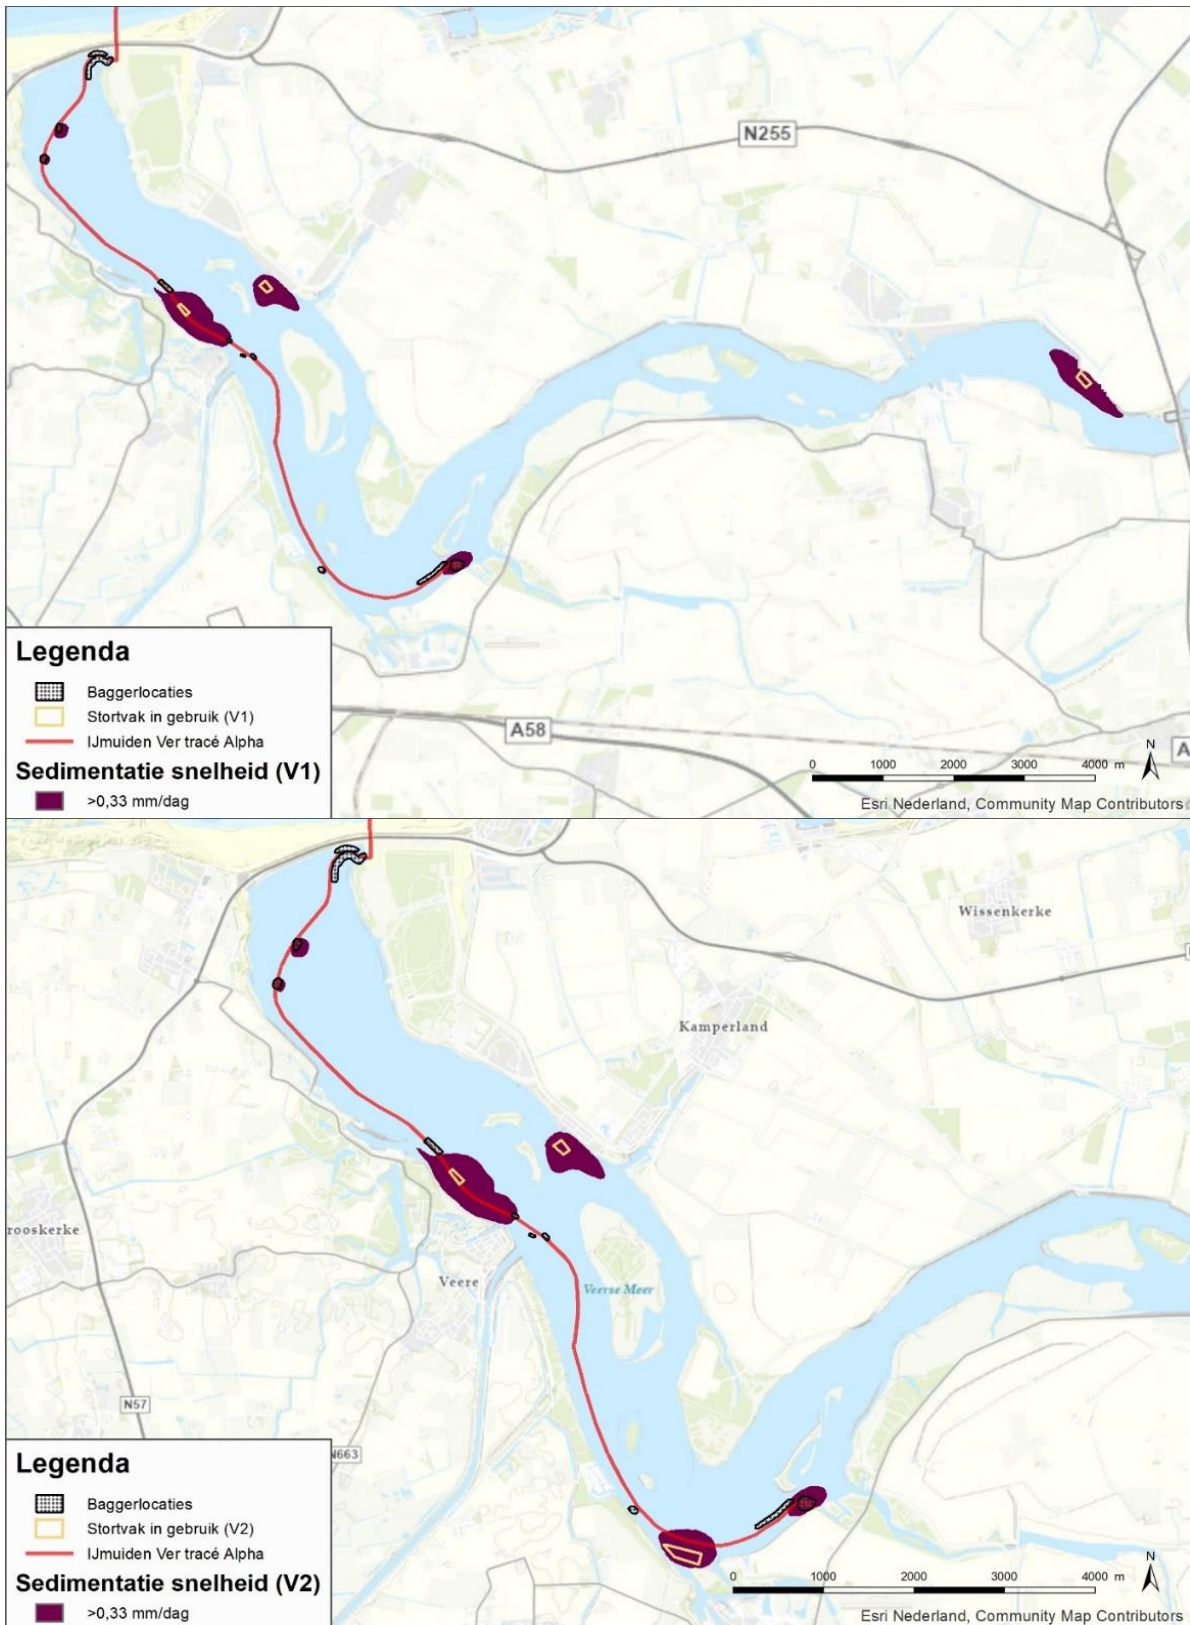 N255
Legenda
Baggerlocaties
Stortvak in gebruik (V1)
IJmuiden Ver tracé Alpha
Sedimentatie snelheid (V1)
>0,33 mm/dag
A58
A
N
0 1000 2000 3000 4000 m
Esri Nederland, Community Map Contributors
Wissenkerke
Kamperland
rooskerke
Veere
Veerse Meer
N57
N663
Legenda
Baggerlocaties
Stortvak in gebruik (V2)
IJmuiden Ver tracé Alpha
Sedimentatie snelheid (V2)
>0,33 mm/dag
N
0 1000 2000 3000 4000 m
Esri Nederland, Community Map Contributors